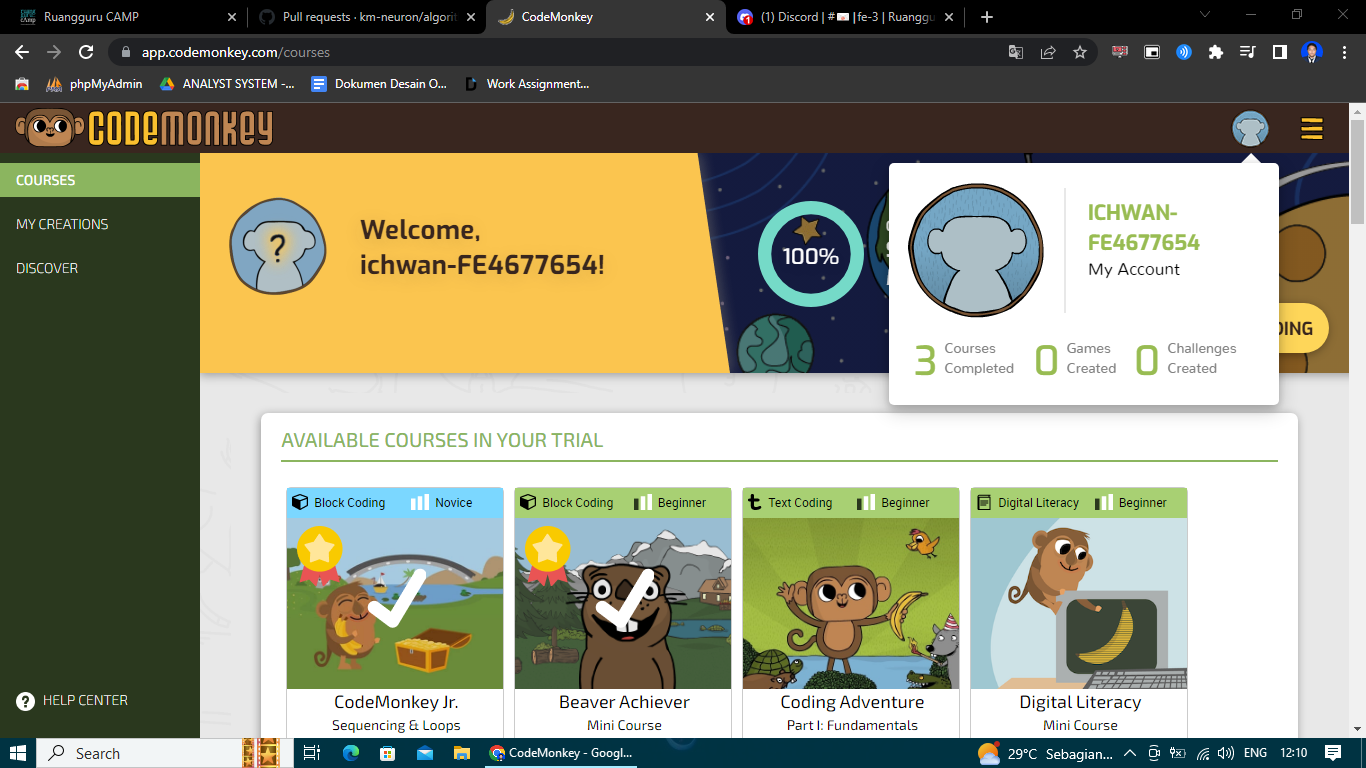 Ruangguru CAMP
Pull requests · km-neuron/algorit
CodeMonkey
(1) Discord | #💌 | fe-3 | Ruanggu
app.codemonkey.com/courses
phpMyAdmin
ANALYST SYSTEM -...
Dokumen Desain O...
Work Assignment...
CODEMONKEY
COURSES
MY CREATIONS
DISCOVER
HELP CENTER
?
Welcome,
ichwan-FE4677654!
100%
ICHWAN-
FE4677654
My Account
3 Courses Completed
0 Games Created
0 Challenges Created
DING
AVAILABLE COURSES IN YOUR TRIAL
Block Coding Novice
CodeMonkey Jr.
Sequencing & Loops
Block Coding Beginner
Beaver Achiever
Mini Course
Text Coding Beginner
Coding Adventure
Part I: Fundamentals
Digital Literacy Beginner
Digital Literacy
Mini Course
Search
CodeMonkey - Googl...
29°C Sebagian...
ENG
12:10